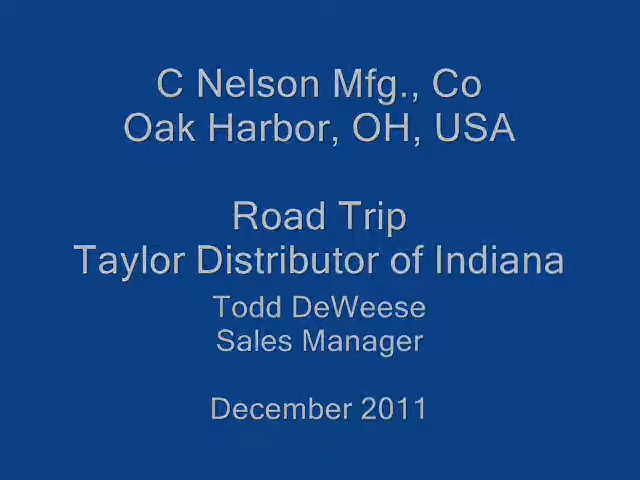 C Nelson Mfg., Co
Oak Harbor, OH, USA
Road Trip
Taylor Distributor of Indiana
Todd DeWeese
Sales Manager
December 2011